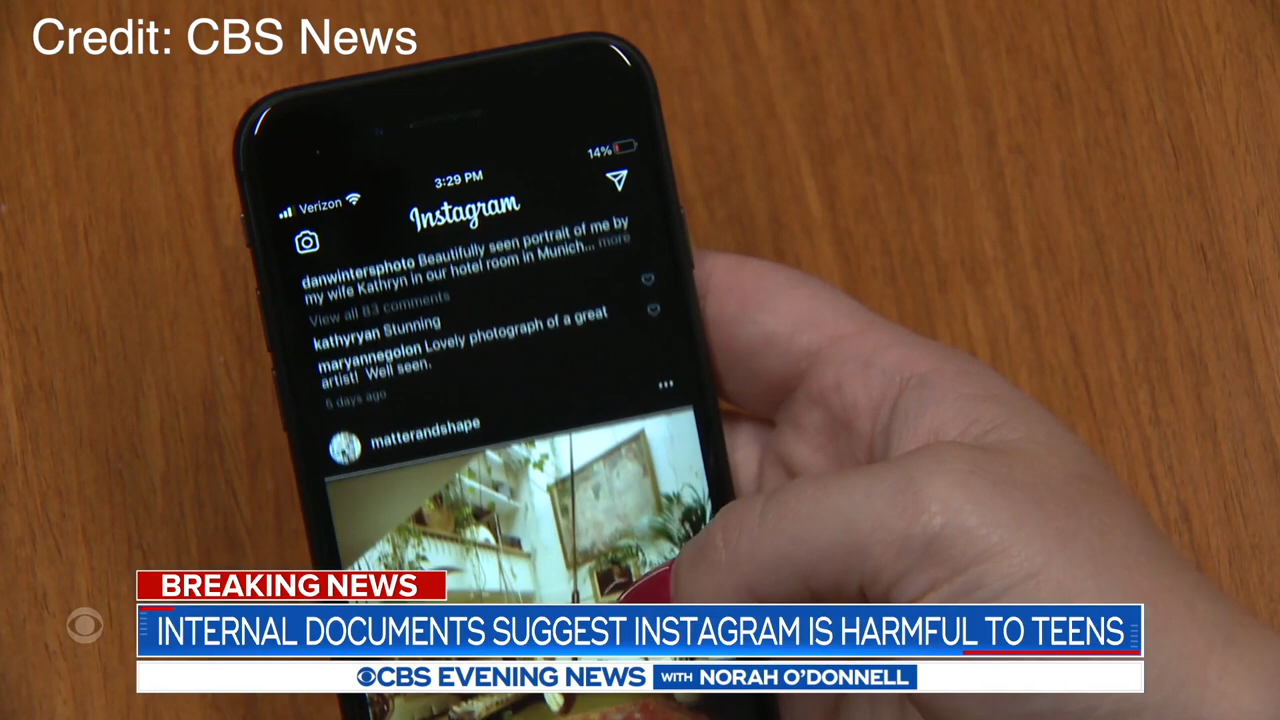 Credit: CBS News
14%
3:29 PM
Verizon
Instagram
danwintersphoto Beautifully seen portrait of me by
my wife Kathryn in our hotel room in Munich... more
View all 83 comments
kathyryan Stunning
maryannegolon Lovely photograph of a great
artist! Well seen.
5 days ago
matterandshape
BREAKING NEWS
INTERNAL DOCUMENTS SUGGEST INSTAGRAM IS HARMFUL TO TEENS
CBS EVENING NEWS WITH NORAH O'DONNELL